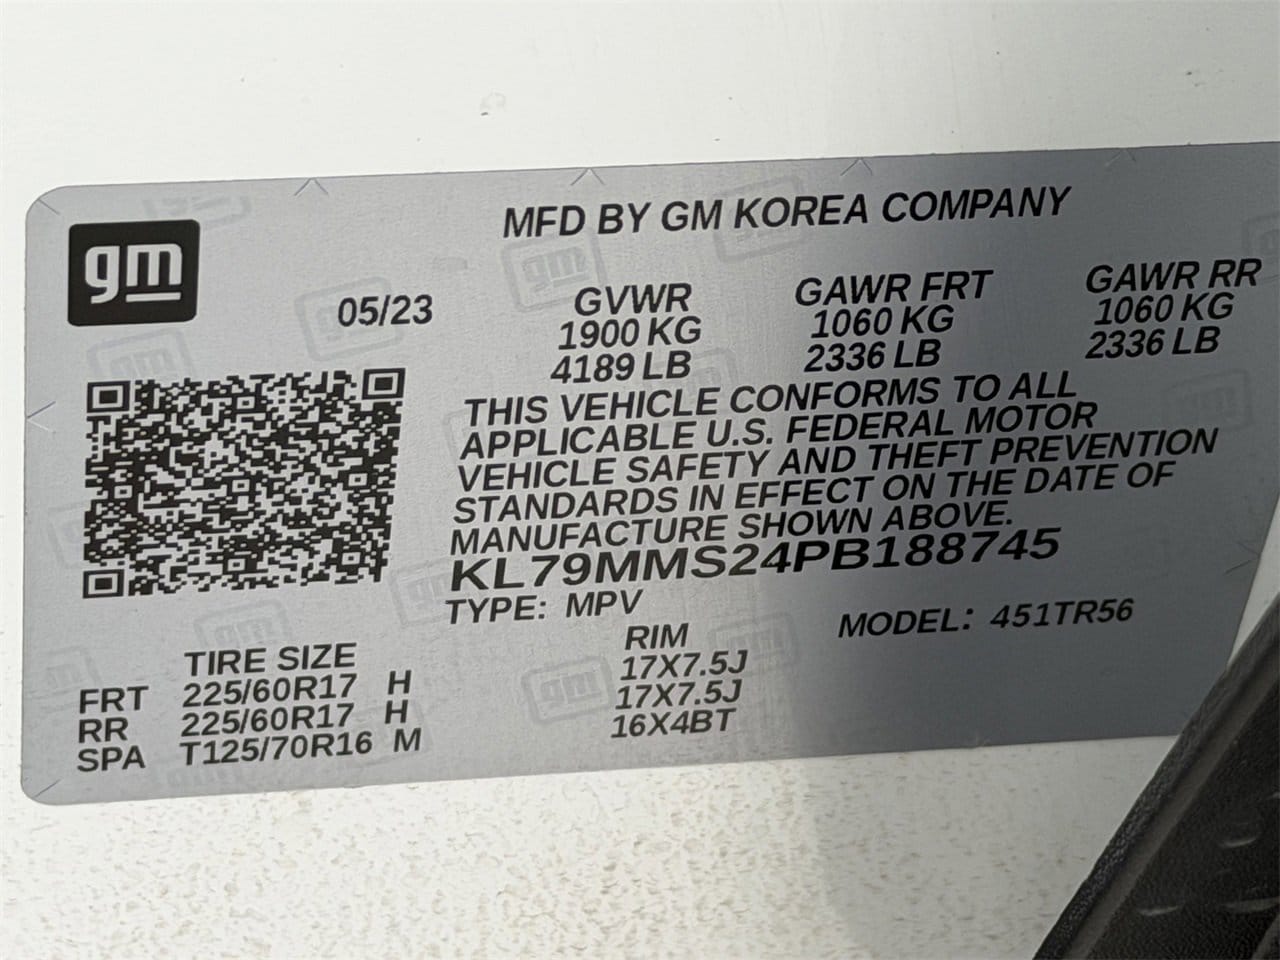 gm
MFD BY GM KOREA COMPANY
05/23
GVWR GAWR FRT GAWR RR
1900 KG 1060 KG 1060 KG
4189 LB 2336 LB 2336 LB
THIS VEHICLE CONFORMS TO ALL
APPLICABLE U.S. FEDERAL MOTOR
VEHICLE SAFETY AND THEFT PREVENTION
STANDARDS IN EFFECT ON THE DATE OF
MANUFACTURE SHOWN ABOVE.
KL79MMS24PB188745
TYPE: MPV MODEL: 451TR56
TIRE SIZE RIM
FRT 225/60R17 H 17X7.5J
RR 225/60R17 H 17X7.5J
SPA T125/70R16 M 16X4BT